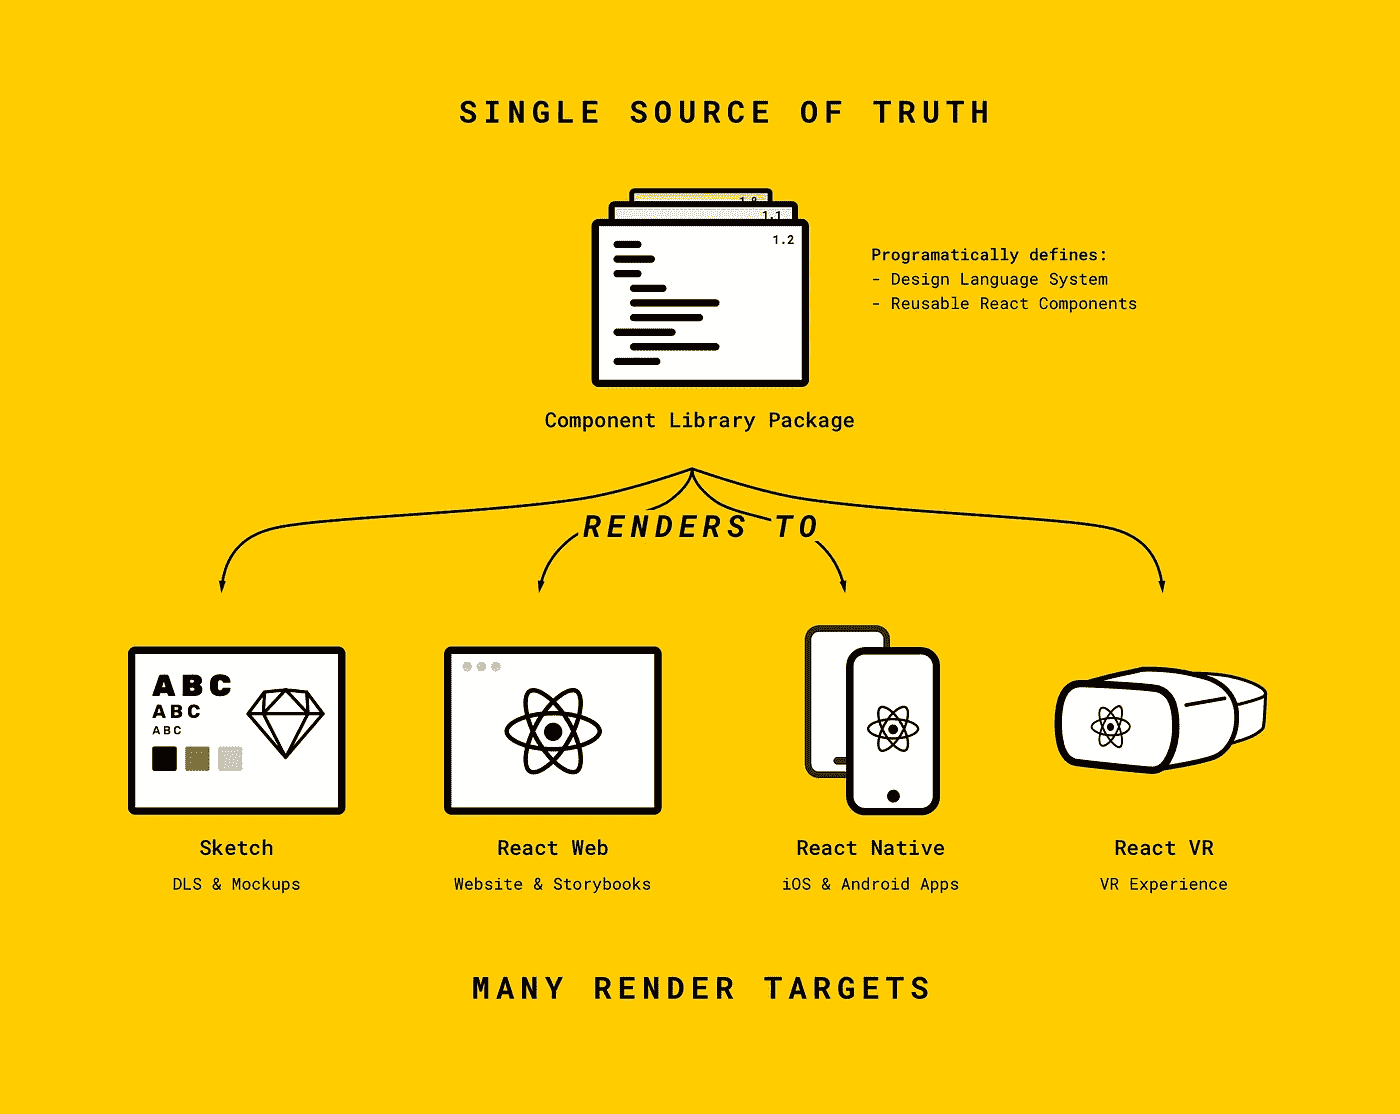 SINGLE SOURCE OF TRUTH
1.1
1.2
Programatically defines:
- Design Language System
- Reusable React Components
Component Library Package
RENDERS TO
ABC
ABC
ABC
Sketch
React Web
React Native
React VR
DLS & Mockups
Website & Storybooks
iOS & Android Apps
VR Experience
MANY RENDER TARGETS